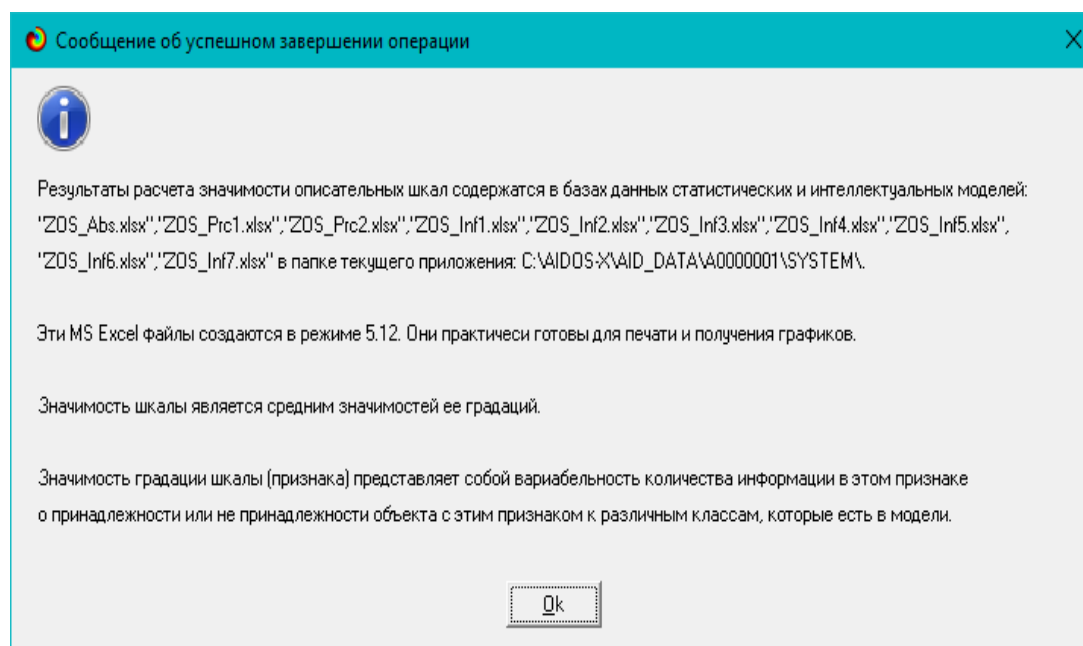 Сообщение об успешном завершении операции
Результаты расчета значимости описательных шкал содержатся в базах данных статистических и интеллектуальных моделей:
"ZOS_Abs.xlsx","ZOS_Prc1.xlsx","ZOS_Prc2.xlsx","ZOS_Inf1.xlsx","ZOS_Inf2.xlsx","ZOS_Inf3.xlsx","ZOS_Inf4.xlsx","ZOS_Inf5.xlsx",
"ZOS_Inf6.xlsx","ZOS_Inf7.xlsx" в папке текущего приложения: C:\AIDOS-X\AID_DATA\A0000001\SYSTEM\.
Эти MS Excel файлы создаются в режиме 5.12. Они практичеси готовы для печати и получения графиков.
Значимость шкалы является средним значимостей ее градаций.
Значимость градации шкалы (признака) представляет собой вариабельность количества информации в этом признаке
о принадлежности или не принадлежности объекта с этим признаком к различным классам, которые есть в модели.
Ok